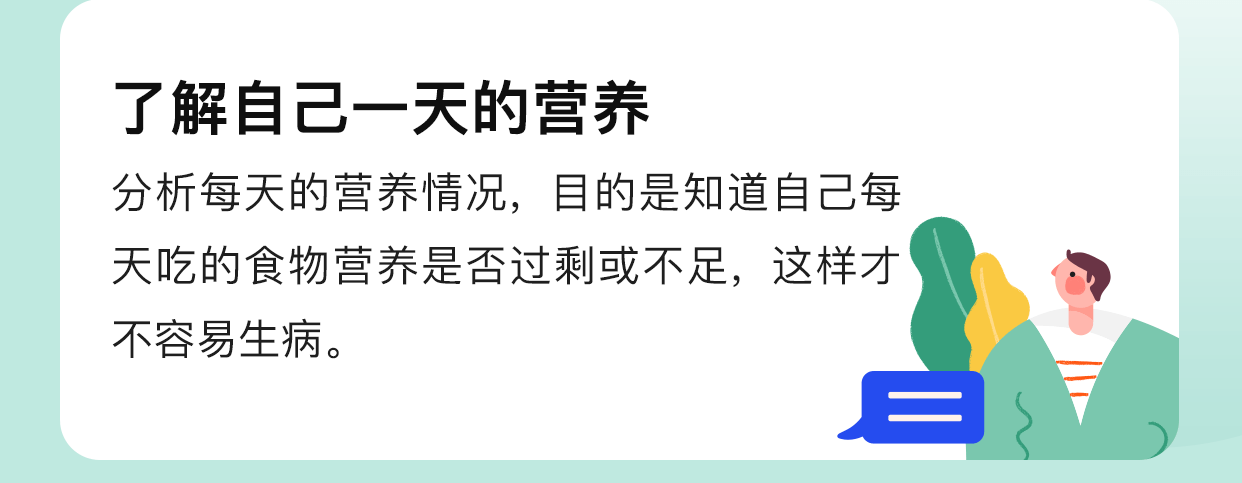 了解自己一天的营养
分析每天的营养情况，目的是知道自己每
天吃的食物营养是否过剩或不足，这样才
不容易生病。